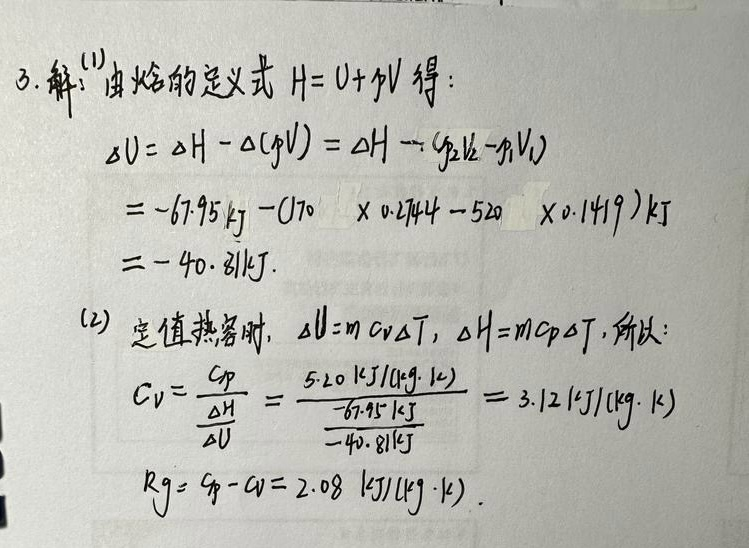 3. 解: (1) 由焓的定义式 H = U + pV 得:
ΔU = ΔH - Δ(pV) = ΔH - (p₂V₂ - p₁V₁)
= -67.95 kJ - (170 × 0.2744 - 520 × 0.1419) kJ
= -40.81 kJ.
(2) 定值热容时, ΔU = m cv ΔT, ΔH = m cp ΔT, 所以:
Cv = cp / (ΔH / ΔU) = 5.20 kJ/(kg·k) / (-67.95 kJ / -40.81 kJ) = 3.12 kJ/(kg·k)
Rg = cp - cv = 2.08 kJ/(kg·k).